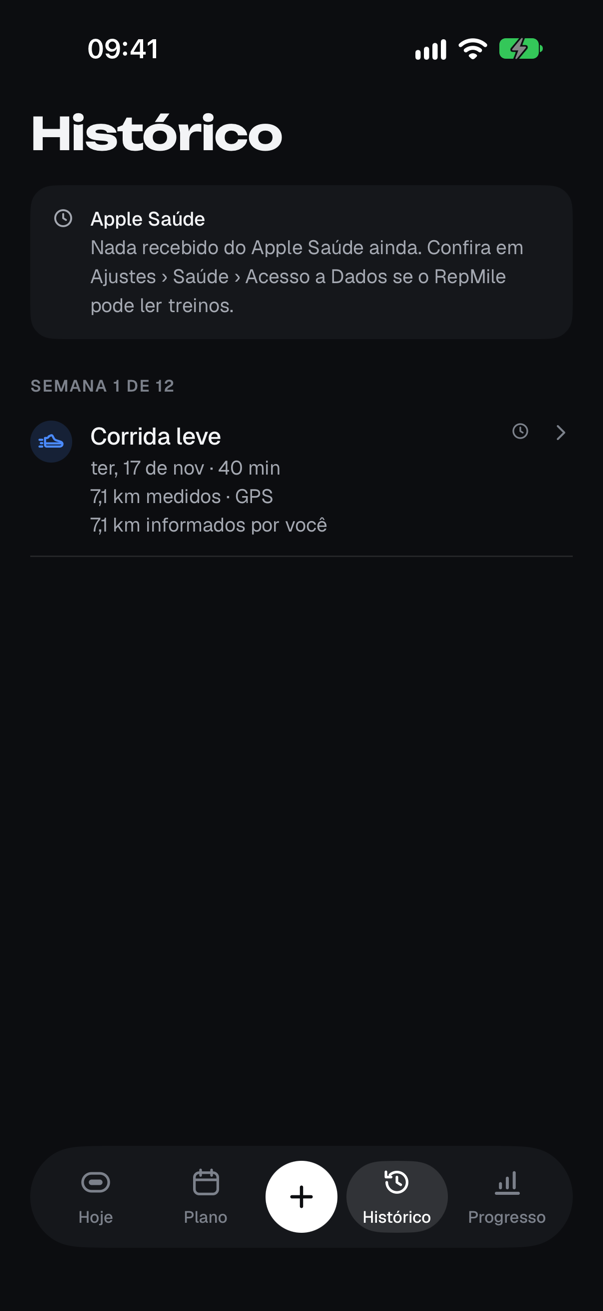 09:41
Histórico
Apple Saúde
Nada recebido do Apple Saúde ainda. Confira em
Ajustes › Saúde › Acesso a Dados se o RepMile
pode ler treinos.
SEMANA 1 DE 12
Corrida leve
ter, 17 de nov · 40 min
7,1 km medidos · GPS
7,1 km informados por você
Hoje
Plano
Histórico
Progresso